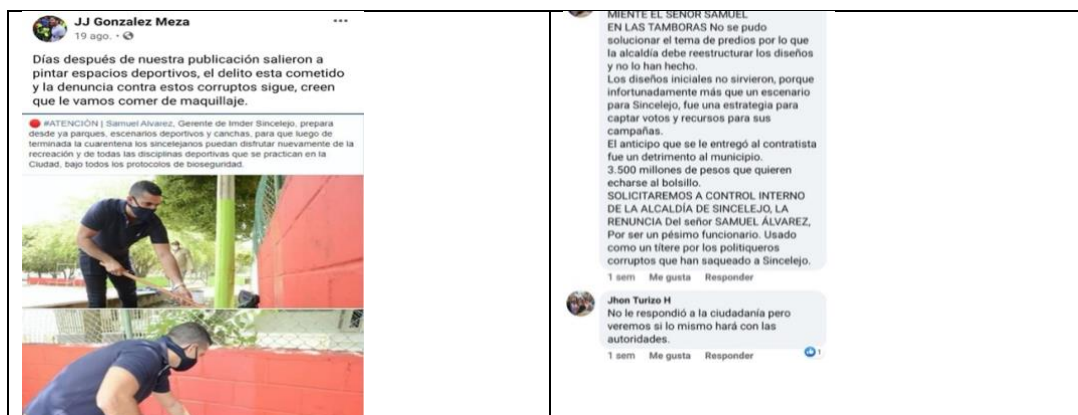 JJ Gonzalez Meza
19 ago.
Días después de nuestra publicación salieron a
pintar espacios deportivos, el delito esta cometido
y la denuncia contra estos corruptos sigue, creen
que le vamos comer de maquillaje.
#ATENCIÓN | Samuel Alvarez, Gerente de Imder Sincelejo, prepara
desde ya parques, escenarios deportivos y canchas, para que luego de
terminada la cuarentena los sincelejanos puedan disfrutar nuevamente de la
recreación y de todas las disciplinas deportivas que se practican en la
Ciudad, bajo todos los protocolos de bioseguridad.
MIENTE EL SEÑOR SAMUEL
EN LAS TAMBORAS No se pudo
solucionar el tema de predios por lo que
la alcaldía debe reestructurar los diseños
y no lo han hecho.
Los diseños iniciales no sirvieron, porque
infortunadamente más que un escenario
para Sincelejo, fue una estrategia para
captar votos y recursos para sus
campañas.
El anticipo que se le entregó al contratista
fue un detrimento al municipio.
3.500 millones de pesos que quieren
echarse al bolsillo.
SOLICITAREMOS A CONTROL INTERNO
DE LA ALCALDÍA DE SINCELEJO, LA
RENUNCIA Del señor SAMUEL ÁLVAREZ,
Por ser un pésimo funcionario. Usado
como un títere por los politiqueros
corruptos que han saqueado a Sincelejo.
1 sem Me gusta Responder
Jhon Turizo H
No le respondió a la ciudadanía pero
veremos si lo mismo hará con las
autoridades.
1 sem Me gusta Responder 1